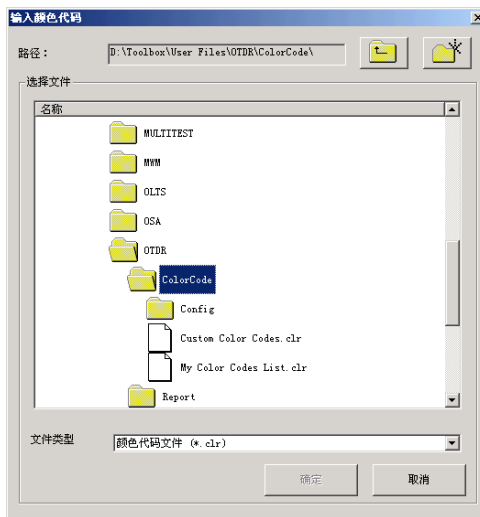 输入颜色代码
路径： D:\Toolbox\User Files\OTDR\ColorCode\
选择文件
名称
MULTITEST
MWM
OLTS
OSA
OTDR
ColorCode
Config
Custom Color Codes.clr
My Color Codes List.clr
Report
文件类型 颜色代码文件 (*.clr)
确定 取消